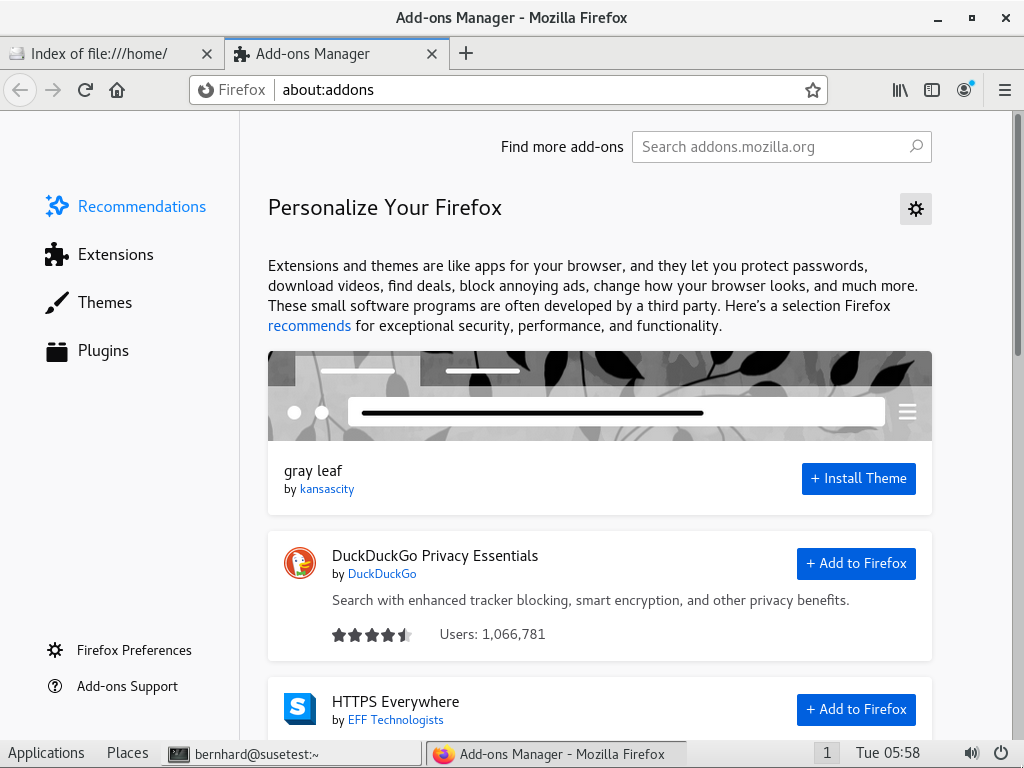 Add-ons Manager - Mozilla Firefox
Index of file:///home/
Add-ons Manager
Firefox
about:addons
Find more add-ons
Search addons.mozilla.org
Recommendations
Extensions
Themes
Plugins
Personalize Your Firefox
Extensions and themes are like apps for your browser, and they let you protect passwords,
download videos, find deals, block annoying ads, change how your browser looks, and much more.
These small software programs are often developed by a third party. Here's a selection Firefox
recommends for exceptional security, performance, and functionality.
gray leaf
by kansascity
+ Install Theme
DuckDuckGo Privacy Essentials
by DuckDuckGo
+ Add to Firefox
Search with enhanced tracker blocking, smart encryption, and other privacy benefits.
Users: 1,066,781
S
HTTPS Everywhere
by EFF Technologists
+ Add to Firefox
Firefox Preferences
Add-ons Support
Applications
Places
bernhard@susetest:~
Add-ons Manager - Mozilla Firefox
1
Tue 05:58